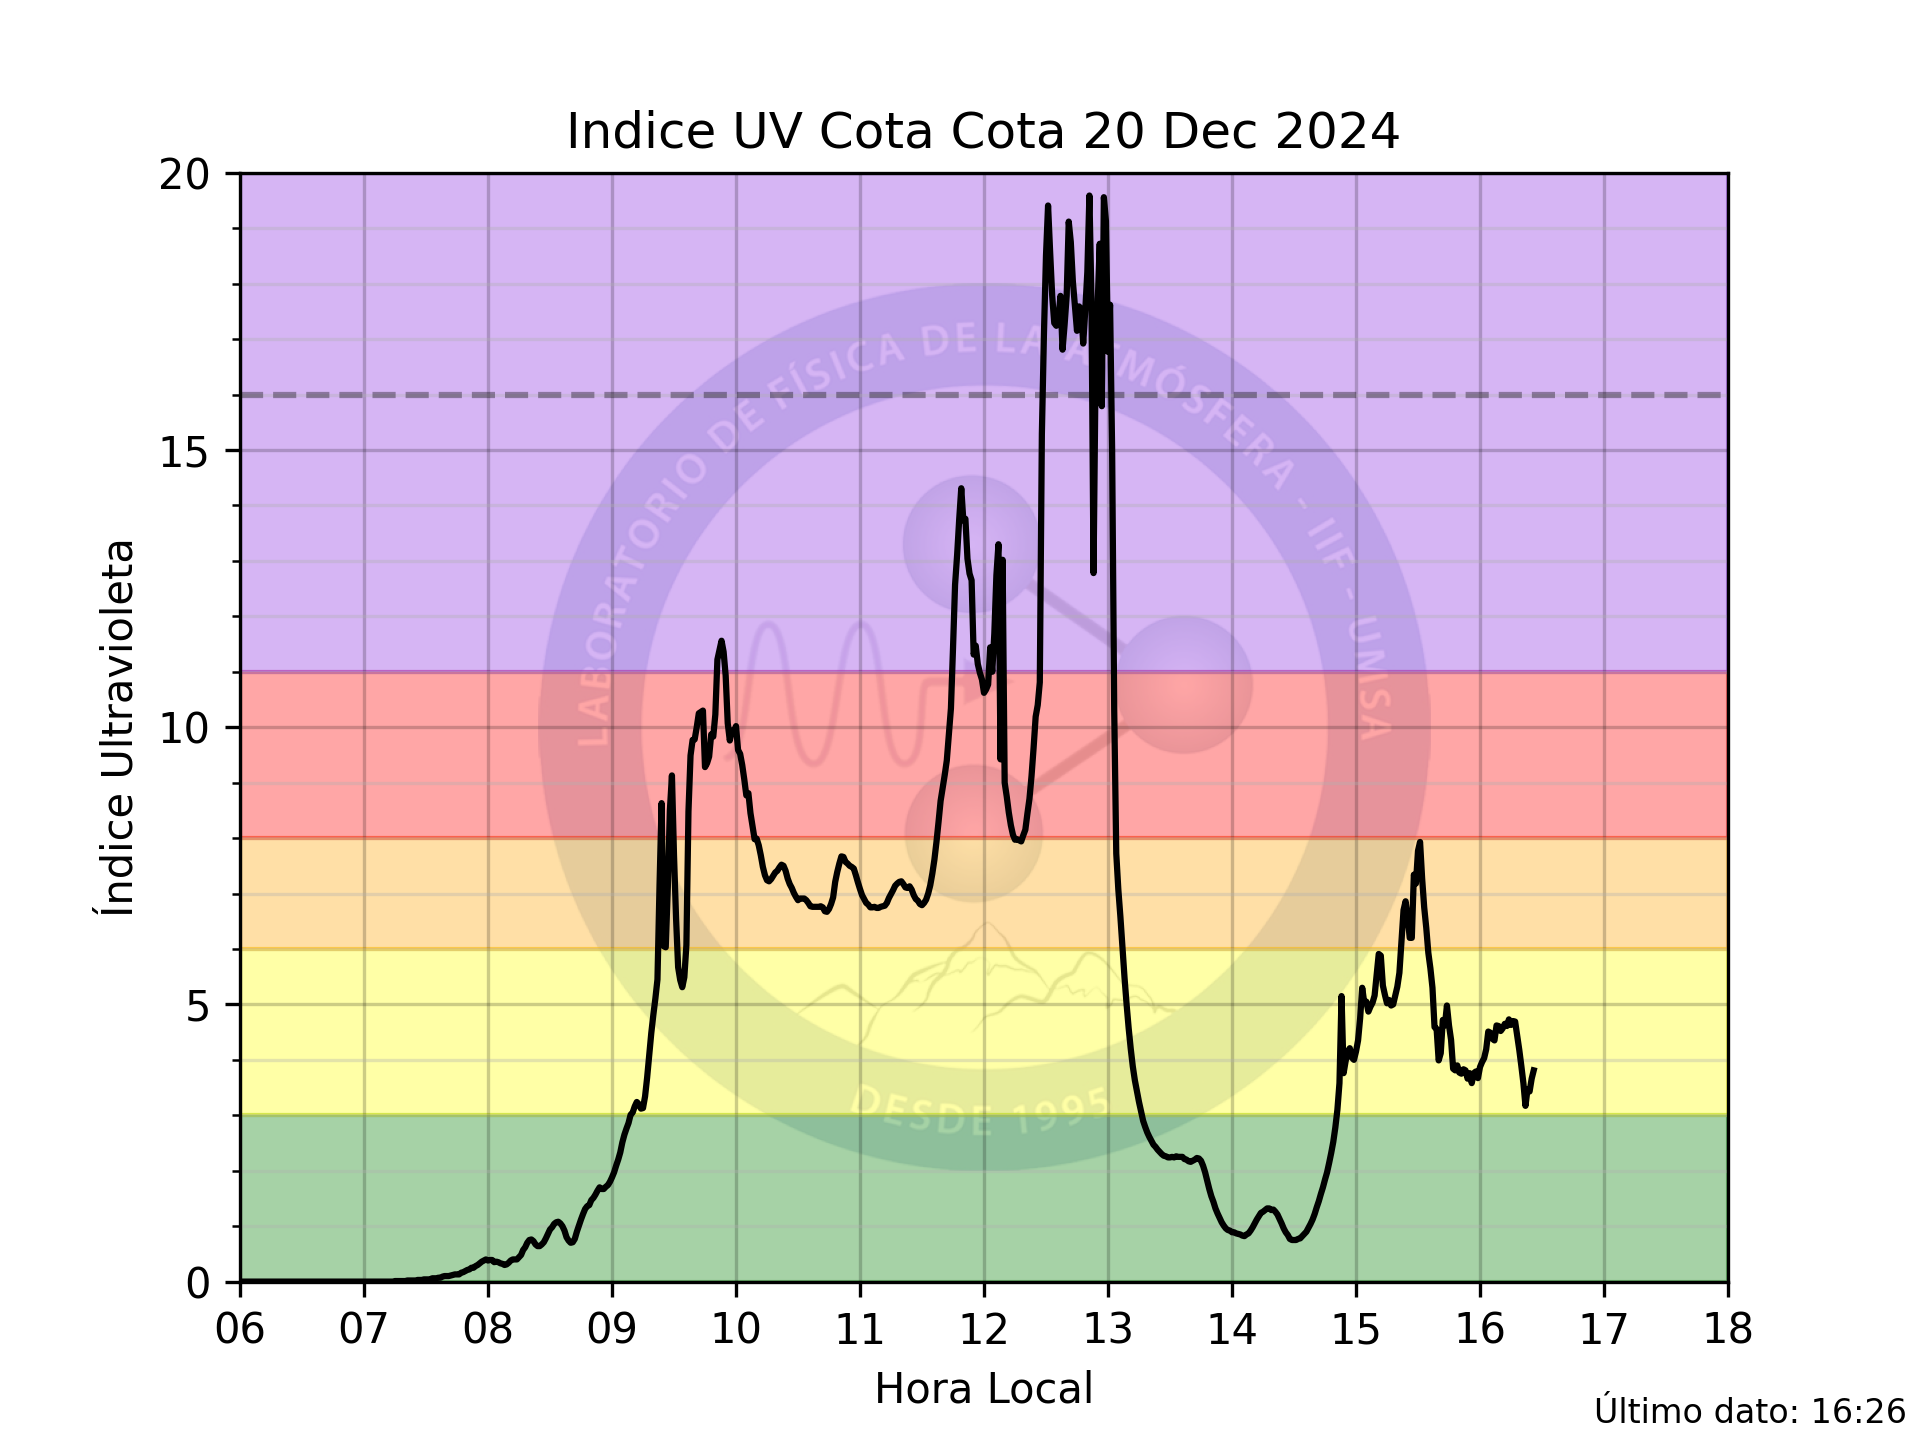 Indice UV Cota Cota 20 Dec 2024
20
15
10
5
0
Índice Ultravioleta
LABORATORIO DE FÍSICA DE LA ATMÓSFERA - IIF - UMSA
DESDE 1995
06 07 08 09 10 11 12 13 14 15 16 17 18
Hora Local
Último dato: 16:26